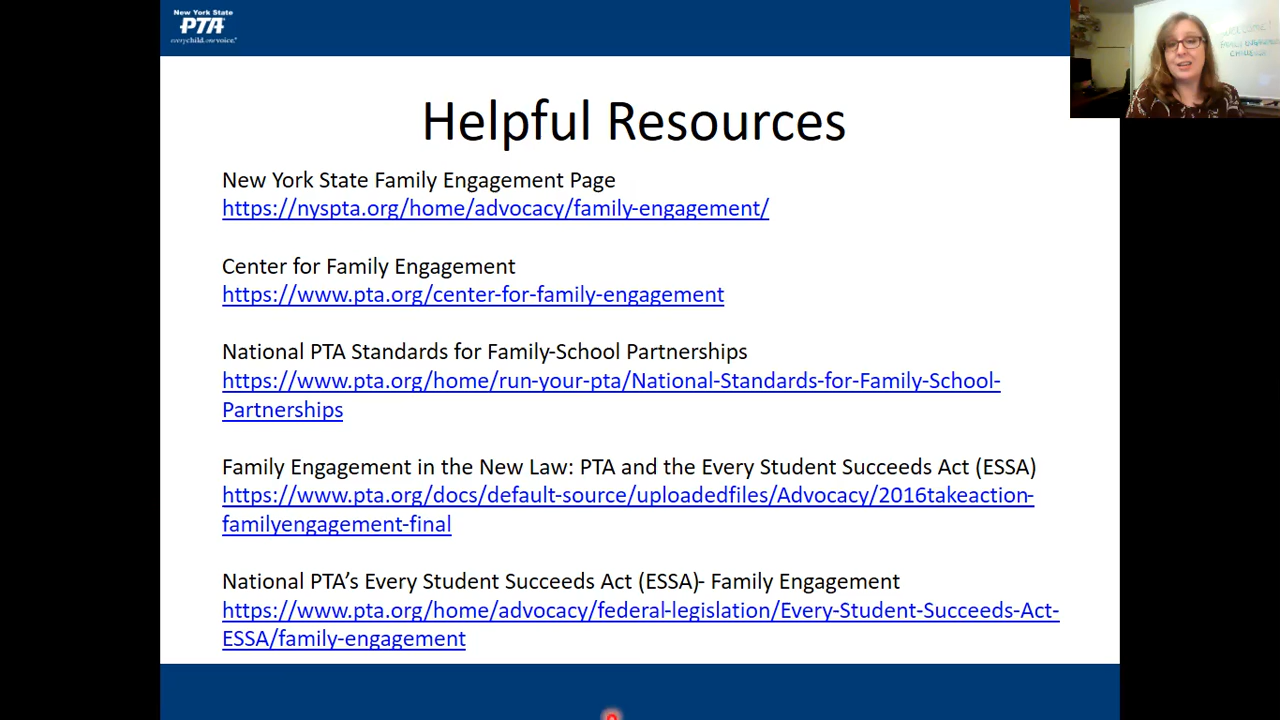 New York State
PTA
everychild.onevoice.
Helpful Resources
New York State Family Engagement Page
https://nyspta.org/home/advocacy/family-engagement/
Center for Family Engagement
https://www.pta.org/center-for-family-engagement
National PTA Standards for Family-School Partnerships
https://www.pta.org/home/run-your-pta/National-Standards-for-Family-School-
Partnerships
Family Engagement in the New Law: PTA and the Every Student Succeeds Act (ESSA)
https://www.pta.org/docs/default-source/uploadedfiles/Advocacy/2016takeaction-
familyengagement-final
National PTA’s Every Student Succeeds Act (ESSA)- Family Engagement
https://www.pta.org/home/advocacy/federal-legislation/Every-Student-Succeeds-Act-
ESSA/family-engagement